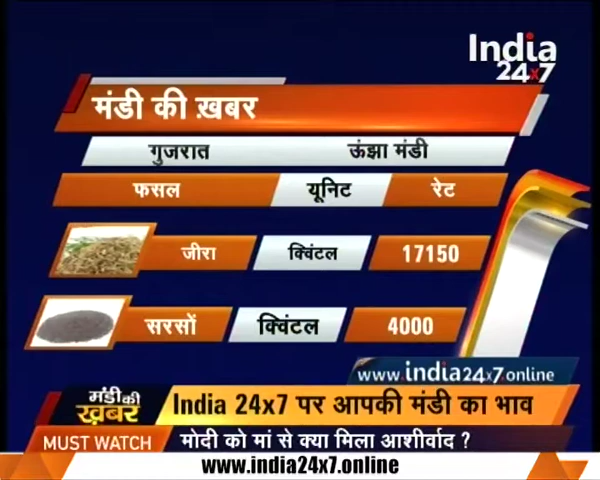 India
24x7
मंडी की ख़बर
गुजरात ऊंझा मंडी
फसल यूनिट रेट
जीरा क्विंटल 17150
सरसों क्विंटल 4000
www.india24x7.online
मंडी की
ख़बर
India 24x7 पर आपकी मंडी का भाव
MUST WATCH मोदी को मां से क्या मिला आशीर्वाद ?
www.india24x7.online